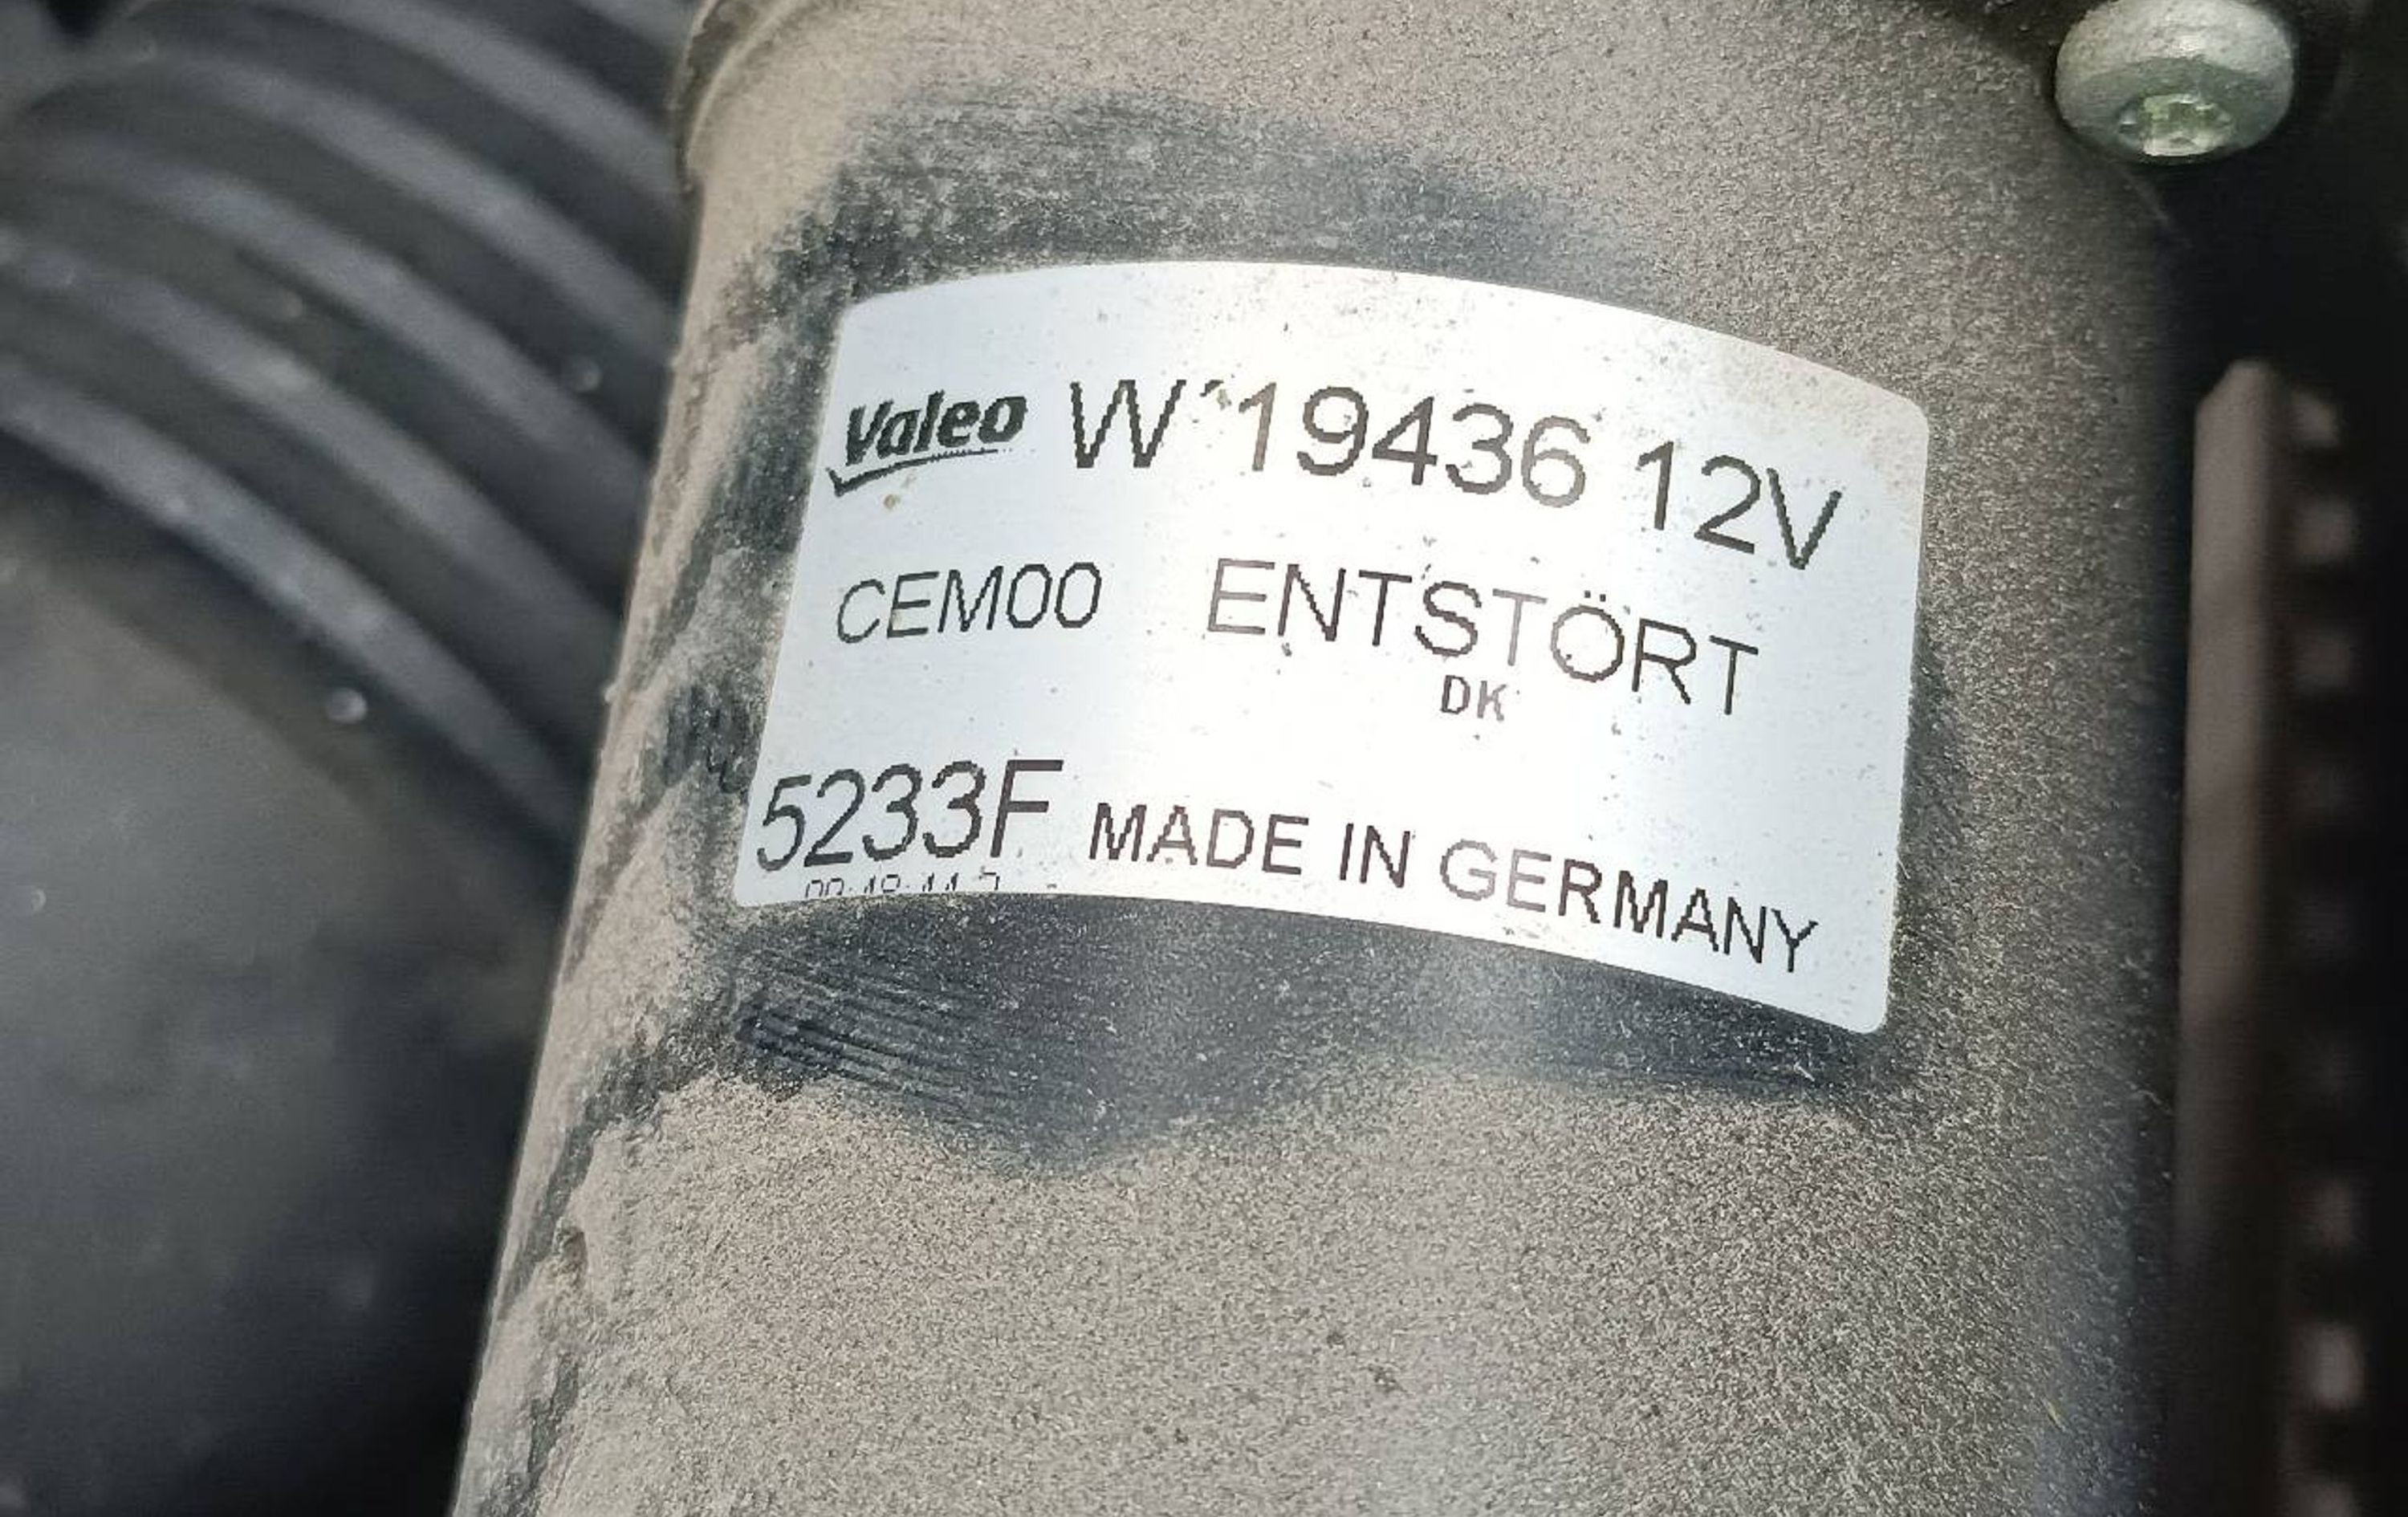 Valeo W 19436 12V
CEM00 ENTSTÖRT
DK
5233F MADE IN GERMANY